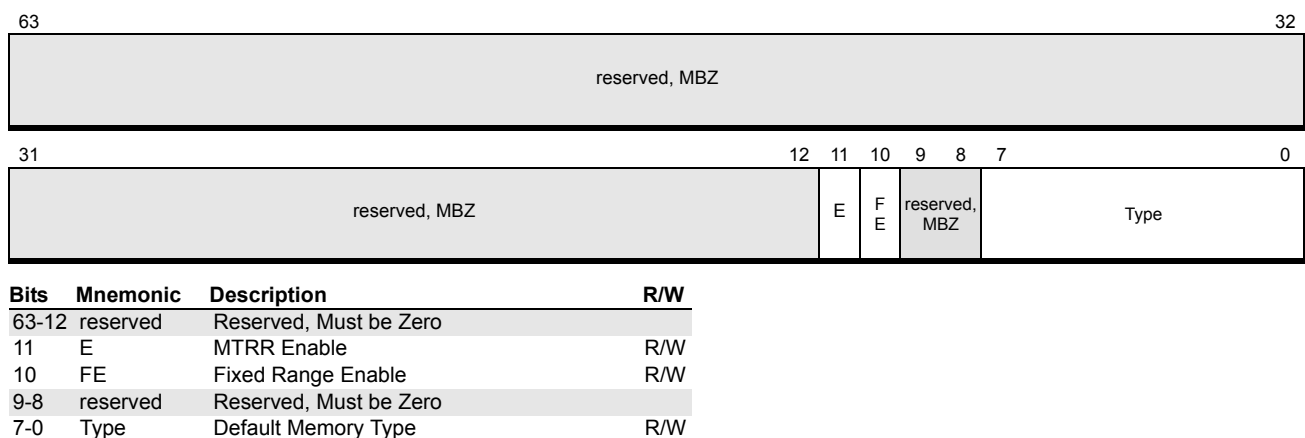 63 32
reserved, MBZ
31 12 11 10 9 8 7 0
reserved, MBZ E F E reserved, MBZ Type
Bits Mnemonic Description R/W
63-12 reserved Reserved, Must be Zero
11 E MTRR Enable R/W
10 FE Fixed Range Enable R/W
9-8 reserved Reserved, Must be Zero
7-0 Type Default Memory Type R/W